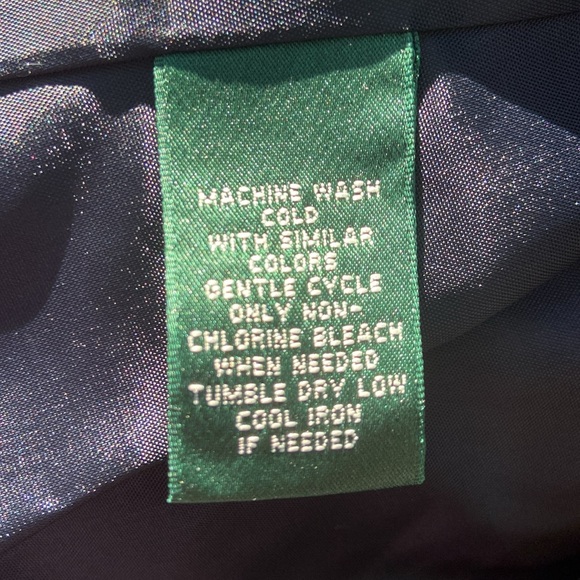 MACHINE WASH
COLD
WITH SIMILAR
COLORS
GENTLE CYCLE
ONLY NON-
CHLORINE BLEACH
WHEN NEEDED
TUMBLE DRY LOW
COOL IRON
IF NEEDED